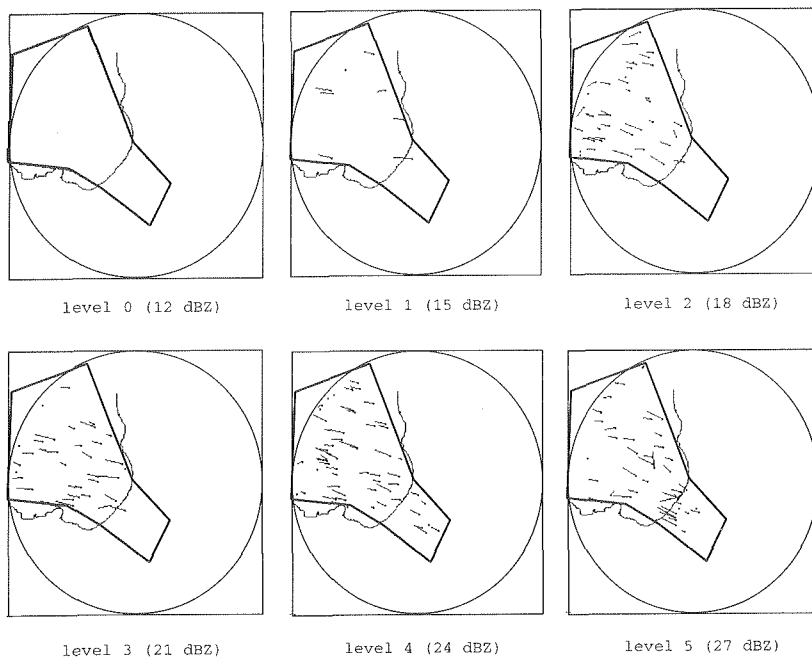 level 0 (12 dBZ)
level 1 (15 dBZ)
level 2 (18 dBZ)
level 3 (21 dBZ)
level 4 (24 dBZ)
level 5 (27 dBZ)